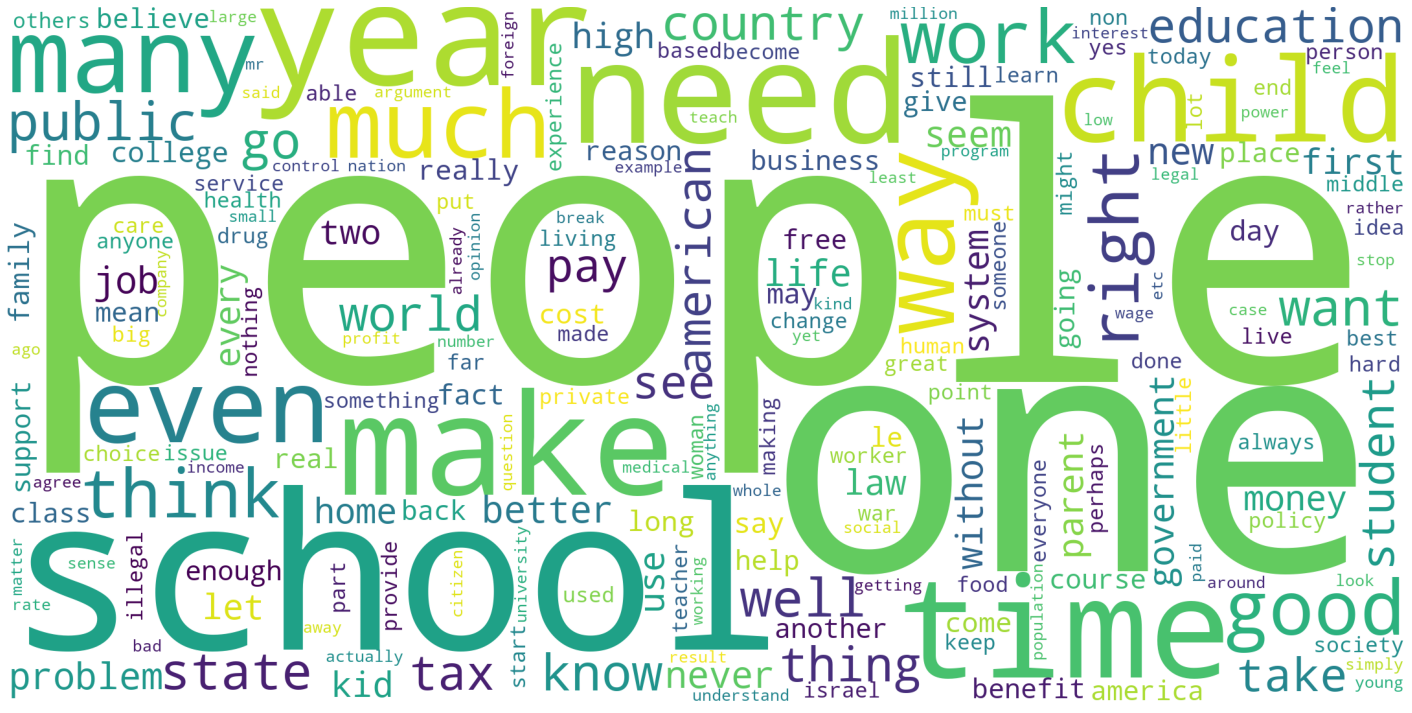 others believe large
many year
mr
said able argument
foreign
public
find college go much
experience
high based become country
need
teach
reason
example
business
work
million
non interest
yes
education
today person
still learn
give
seem
program
child
feel
end
power
low
lot
control nation
really
service
health
small
drug
put
american
least
way
might
must
system
someone
right
new place first
legal
middle
rather
idea
people
care
anyone
job
company
mean
big
two
already
opinion
break
living
pay
free
life
may kind
change
day
stop
family
every
nothing
world
cost
made
profit
number
yet
going
etc
wage
case
want
live
best
ago
far
see
human
great
done
hard
support
even
something fact
private
point
government
little
student
choice issue
real
make
question
medical
woman
anything
making
one
le
worker
law
war
social
without
everyone
parent
perhaps
always
money
policy
agree
income
think
class
home back better
whole
long say
help
school
matter
sense
rate
illegal
enough
let
part
provide
citizen
start
university
used
use
teacher
working
getting
food
population
course
paid
around
look
well
time
good
bad
away
another
come
keep
society
problem state
actually
kid tax
know
result
never
understand
thing
israel
benefit america
take
simply
young